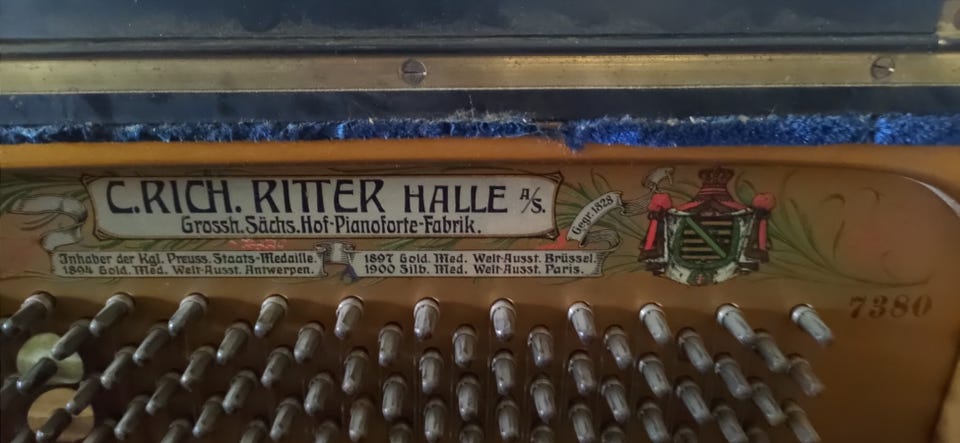 C. RICH. RITTER HALLE A/S.
Grossh. Sächs. Hof-Pianoforte-Fabrik.
Gegr. 1828
Inhaber der Kgl. Preuss. Staats-Medaille.
1894 Gold. Med. Welt-Ausst. Antwerpen.
1897 Gold. Med. Welt-Ausst. Brüssel.
1900 Silb. Med. Welt-Ausst. Paris.
7380